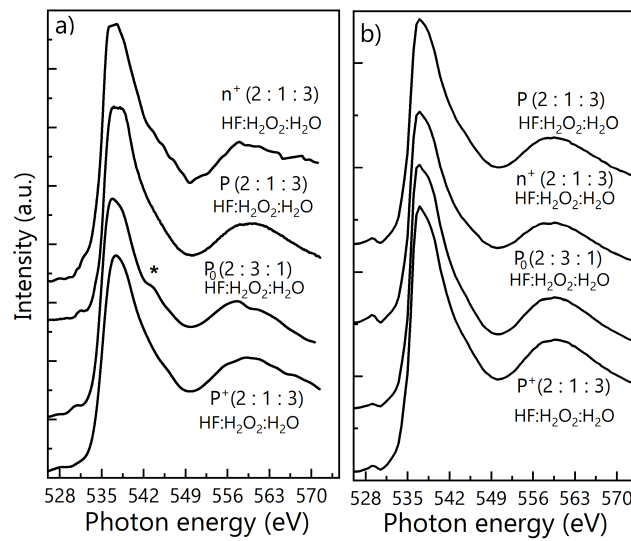 a)
n⁺ (2 : 1 : 3)
HF:H₂O₂:H₂O
P (2 : 1 : 3)
HF:H₂O₂:H₂O
*
P₀(2 : 3 : 1)
HF:H₂O₂:H₂O
P⁺(2 : 1 : 3)
HF:H₂O₂:H₂O
Intensity (a.u.)
528 535 542 549 556 563 570
Photon energy (eV)
b)
P (2 : 1 : 3)
HF:H₂O₂:H₂O
n⁺ (2 : 1 : 3)
HF:H₂O₂:H₂O
P₀(2 : 3 : 1)
HF:H₂O₂:H₂O
P⁺(2 : 1 : 3)
HF:H₂O₂:H₂O
528 535 542 549 556 563 570
Photon energy (eV)